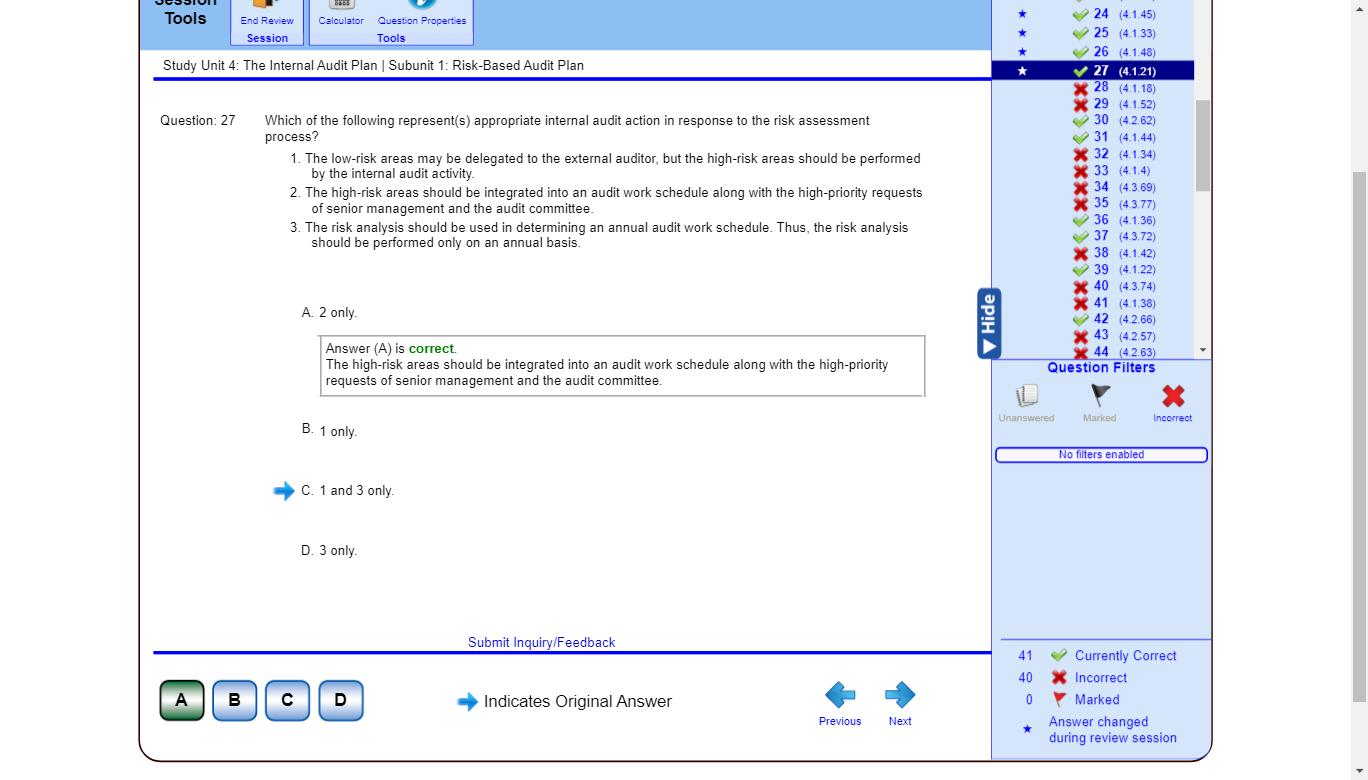 Session
Tools
End Review
Session
Calculator Question Properties
Tools
Study Unit 4: The Internal Audit Plan | Subunit 1: Risk-Based Audit Plan
Question: 27
Which of the following represent(s) appropriate internal audit action in response to the risk assessment
process?
1. The low-risk areas may be delegated to the external auditor, but the high-risk areas should be performed
by the internal audit activity.
2. The high-risk areas should be integrated into an audit work schedule along with the high-priority requests
of senior management and the audit committee.
3. The risk analysis should be used in determining an annual audit work schedule. Thus, the risk analysis
should be performed only on an annual basis.
A. 2 only.
Answer (A) is correct.
The high-risk areas should be integrated into an audit work schedule along with the high-priority
requests of senior management and the audit committee.
B. 1 only.
C. 1 and 3 only.
D. 3 only.
Submit Inquiry/Feedback
A B C D
Indicates Original Answer
Previous
Next
24 (4.1.45)
25 (4.1.33)
26 (4.1.48)
27 (4.1.21)
28 (4.1.18)
29 (4.1.52)
30 (4.2.62)
31 (4.1.44)
32 (4.1.34)
33 (4.1.4)
34 (4.3.69)
35 (4.3.77)
36 (4.1.36)
37 (4.3.72)
38 (4.1.42)
39 (4.1.22)
40 (4.3.74)
41 (4.1.38)
42 (4.2.66)
43 (4.2.57)
44 (4.2.63)
Hide
Question Filters
Unanswered Marked Incorrect
No filters enabled
41 Currently Correct
40 Incorrect
0 Marked
Answer changed
during review session